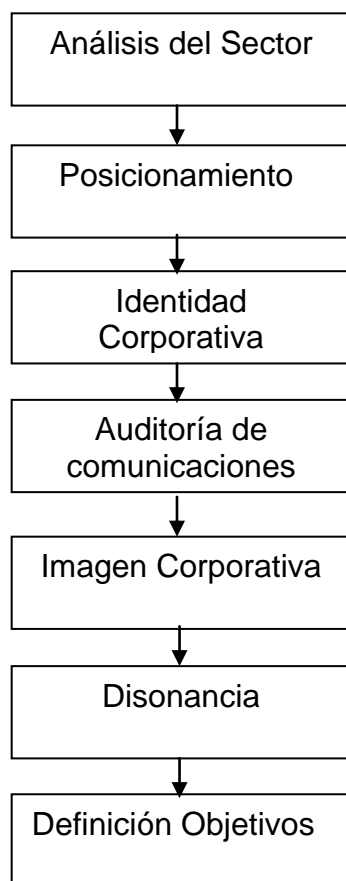 Análisis del Sector
Posicionamiento
Identidad
Corporativa
Auditoría de
comunicaciones
Imagen Corporativa
Disonancia
Definición Objetivos